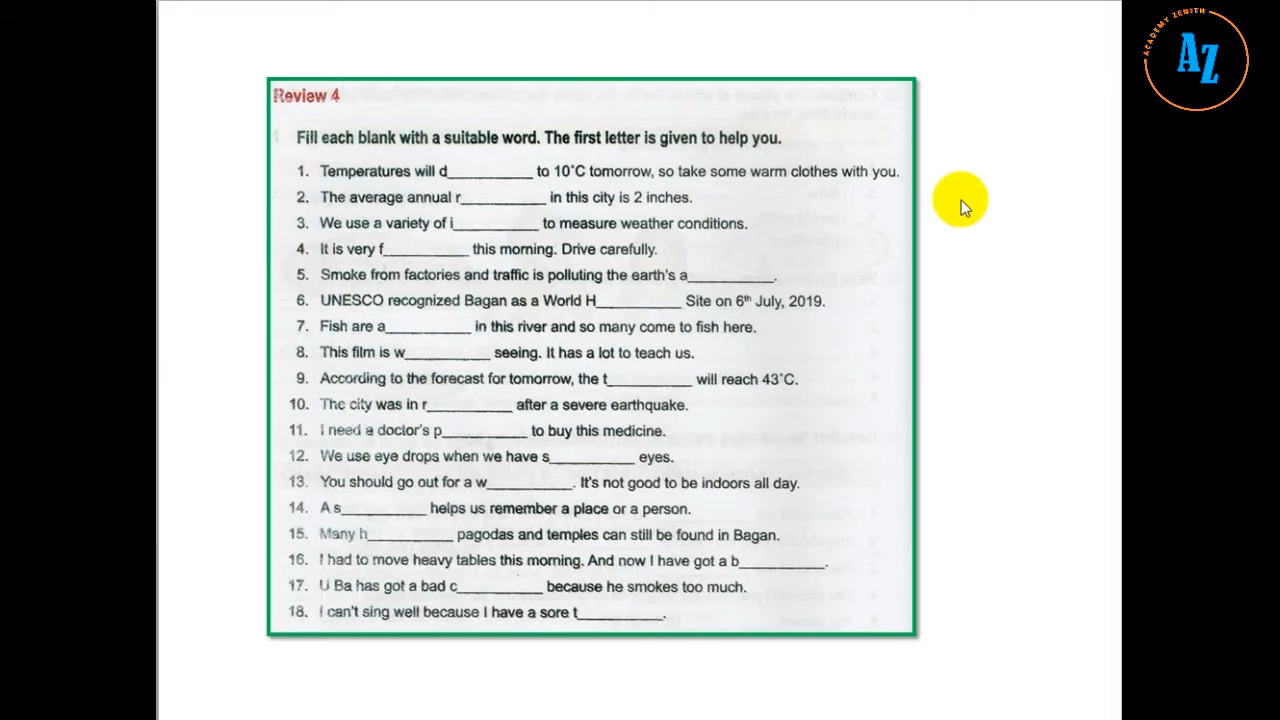 ACADEMY ZENITH
AZ
Review 4
Fill each blank with a suitable word. The first letter is given to help you.
1. Temperatures will d__________ to 10°C tomorrow, so take some warm clothes with you.
2. The average annual r__________ in this city is 2 inches.
3. We use a variety of i__________ to measure weather conditions.
4. It is very f__________ this morning. Drive carefully.
5. Smoke from factories and traffic is polluting the earth's a__________.
6. UNESCO recognized Bagan as a World H__________ Site on 6th July, 2019.
7. Fish are a__________ in this river and so many come to fish here.
8. This film is w__________ seeing. It has a lot to teach us.
9. According to the forecast for tomorrow, the t__________ will reach 43°C.
10. The city was in r__________ after a severe earthquake.
11. I need a doctor's p__________ to buy this medicine.
12. We use eye drops when we have s__________ eyes.
13. You should go out for a w__________. It's not good to be indoors all day.
14. A s__________ helps us remember a place or a person.
15. Many h__________ pagodas and temples can still be found in Bagan.
16. I had to move heavy tables this morning. And now I have got a b__________.
17. U Ba has got a bad c__________ because he smokes too much.
18. I can't sing well because I have a sore t__________.